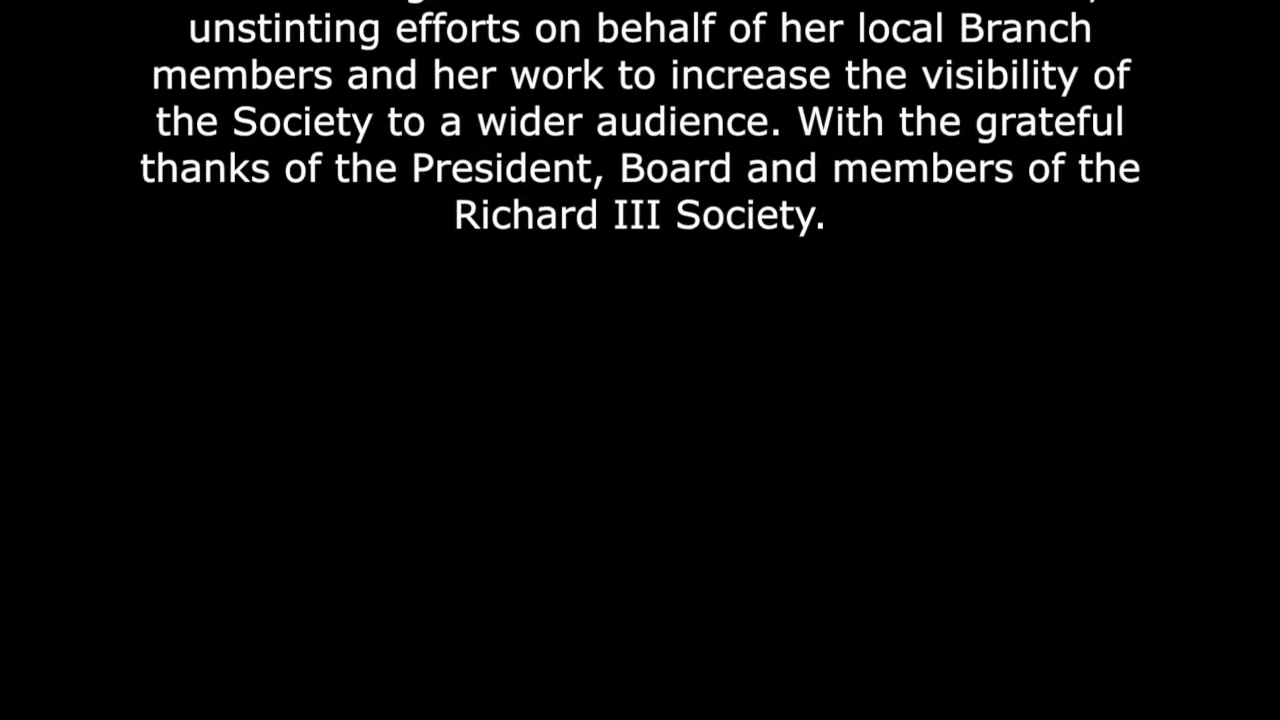 unstinting efforts on behalf of her local Branch
members and her work to increase the visibility of
the Society to a wider audience. With the grateful
thanks of the President, Board and members of the
Richard III Society.